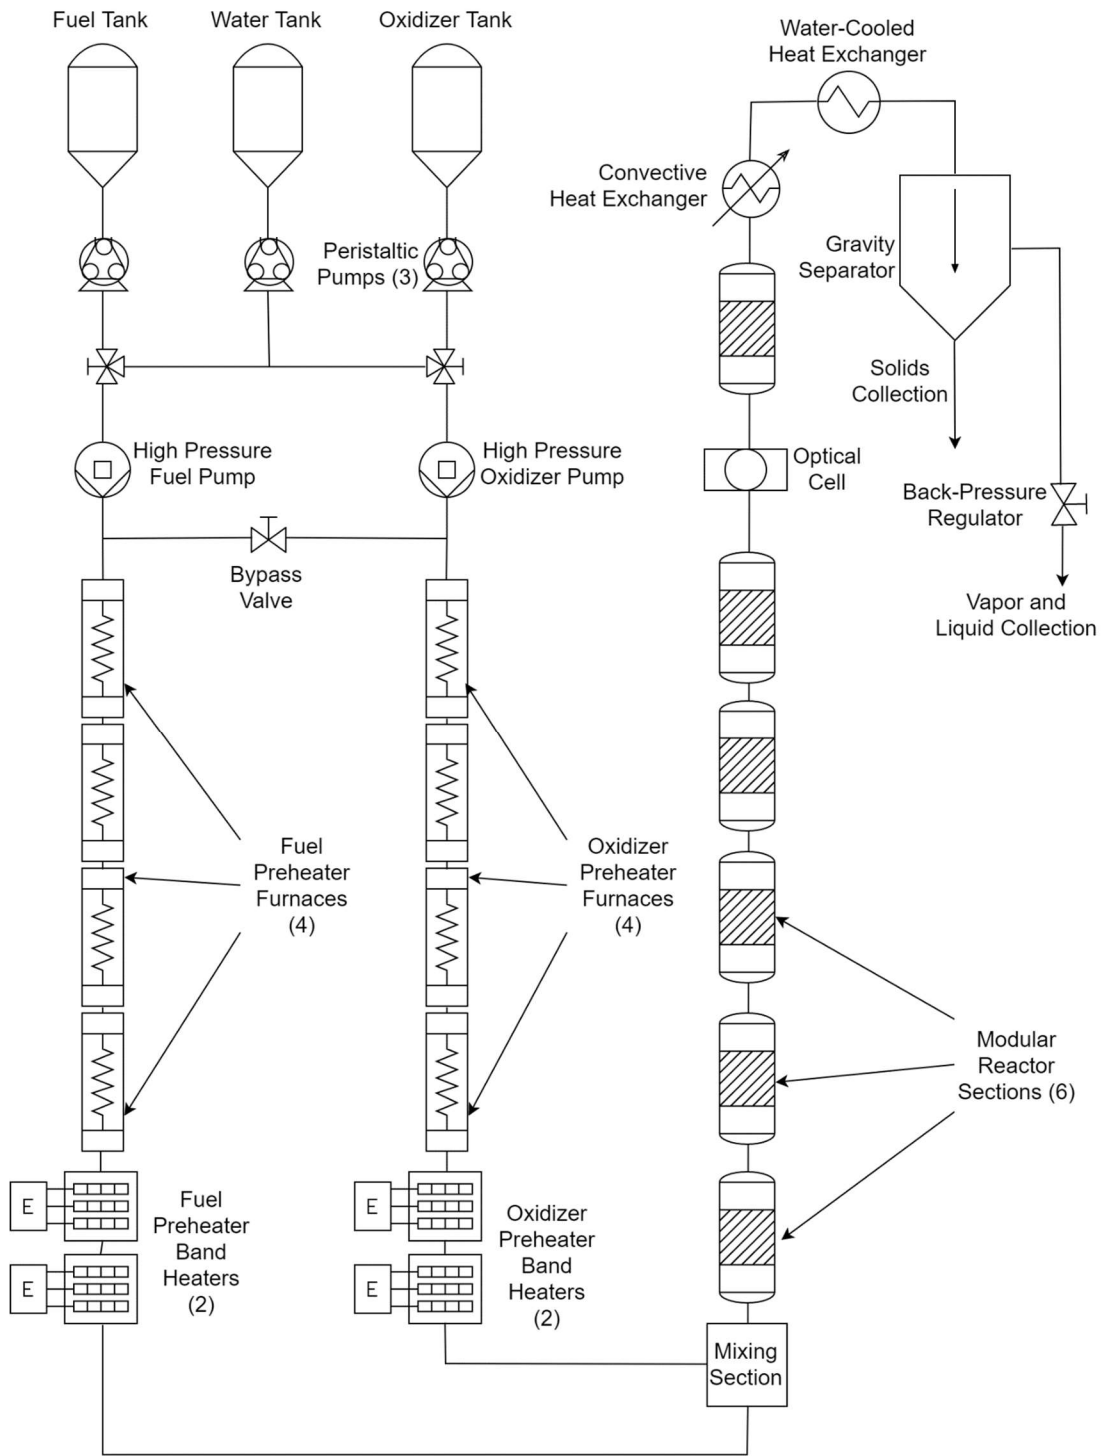 Fuel Tank
Water Tank
Oxidizer Tank
Water-Cooled
Heat Exchanger
Convective
Heat Exchanger
Peristaltic
Pumps (3)
Gravity
Separator
Solids
Collection
High Pressure
Fuel Pump
High Pressure
Oxidizer Pump
Optical
Cell
Back-Pressure
Regulator
Bypass
Valve
Vapor and
Liquid Collection
Fuel
Preheater
Furnaces
(4)
Oxidizer
Preheater
Furnaces
(4)
Modular
Reactor
Sections (6)
E
E
Fuel
Preheater
Band
Heaters
(2)
E
E
Oxidizer
Preheater
Band
Heaters
(2)
Mixing
Section